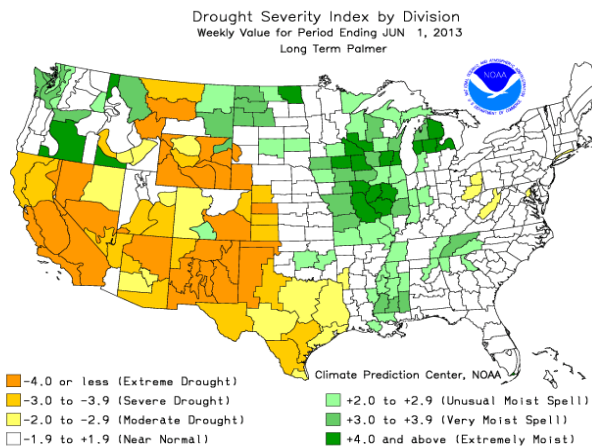 Drought Severity Index by Division
Weekly Value for Period Ending JUN 1, 2013
Long Term Palmer
NOAA
Climate Prediction Center, NOAA
-4.0 or less (Extreme Drought)
-3.0 to -3.9 (Severe Drought)
-2.0 to -2.9 (Moderate Drought)
-1.9 to +1.9 (Near Normal)
+2.0 to +2.9 (Unusual Moist Spell)
+3.0 to +3.9 (Very Moist Spell)
+4.0 and above (Extremely Moist)